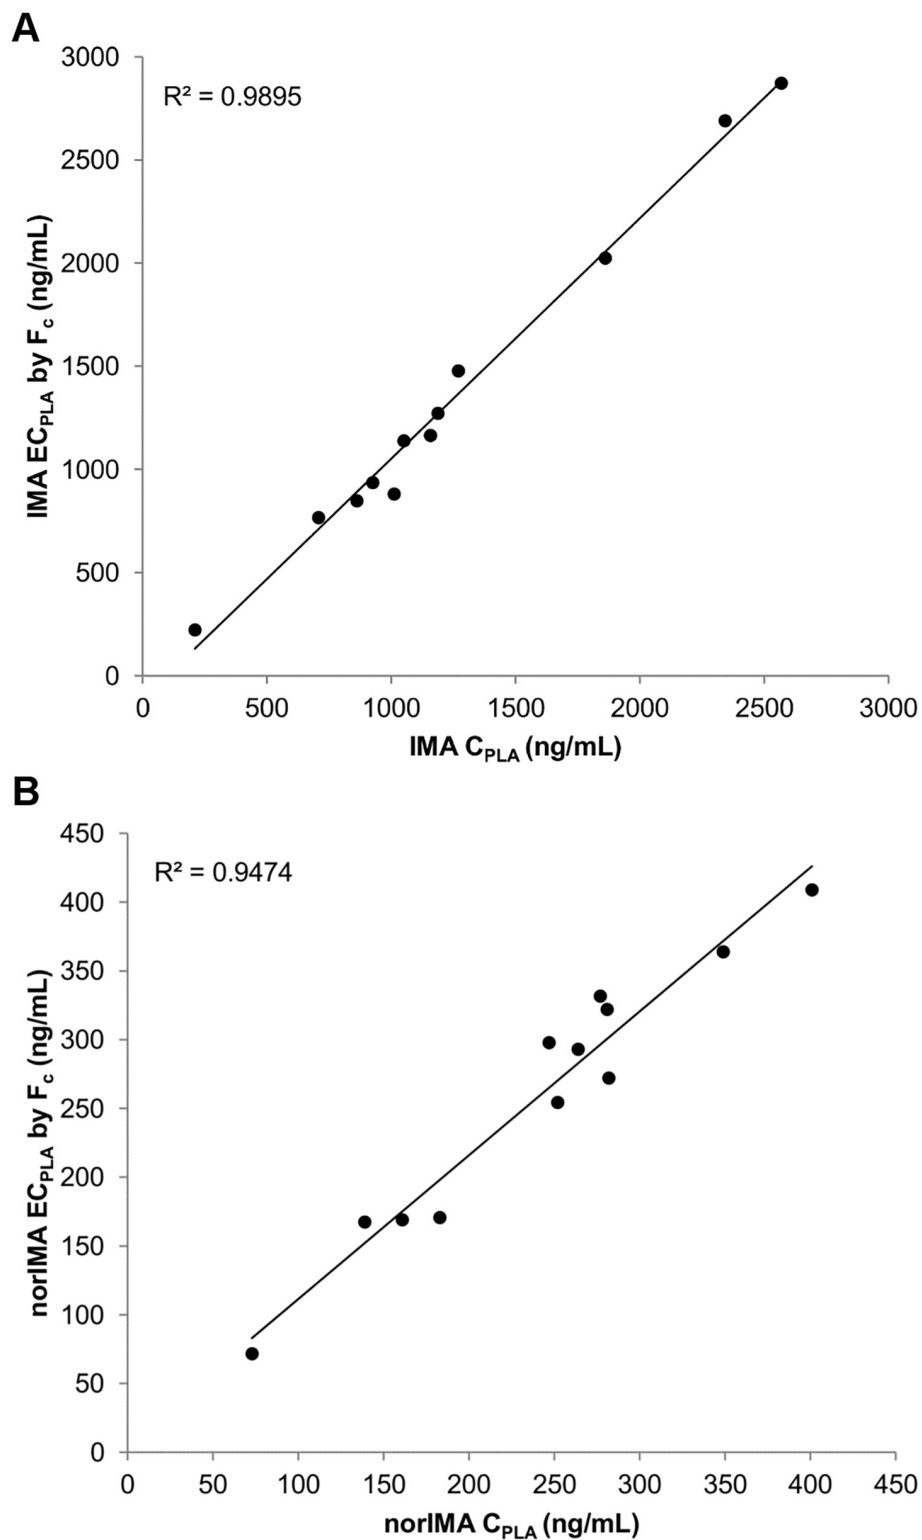 A
3000
R² = 0.9895
2500
2000
1500
1000
500
0
IMA EC_PLA by F_c (ng/mL)
0 500 1000 1500 2000 2500 3000
IMA C_PLA (ng/mL)
B
450
R² = 0.9474
400
350
300
250
200
150
100
50
0
norIMA EC_PLA by F_c (ng/mL)
0 50 100 150 200 250 300 350 400 450
norIMA C_PLA (ng/mL)